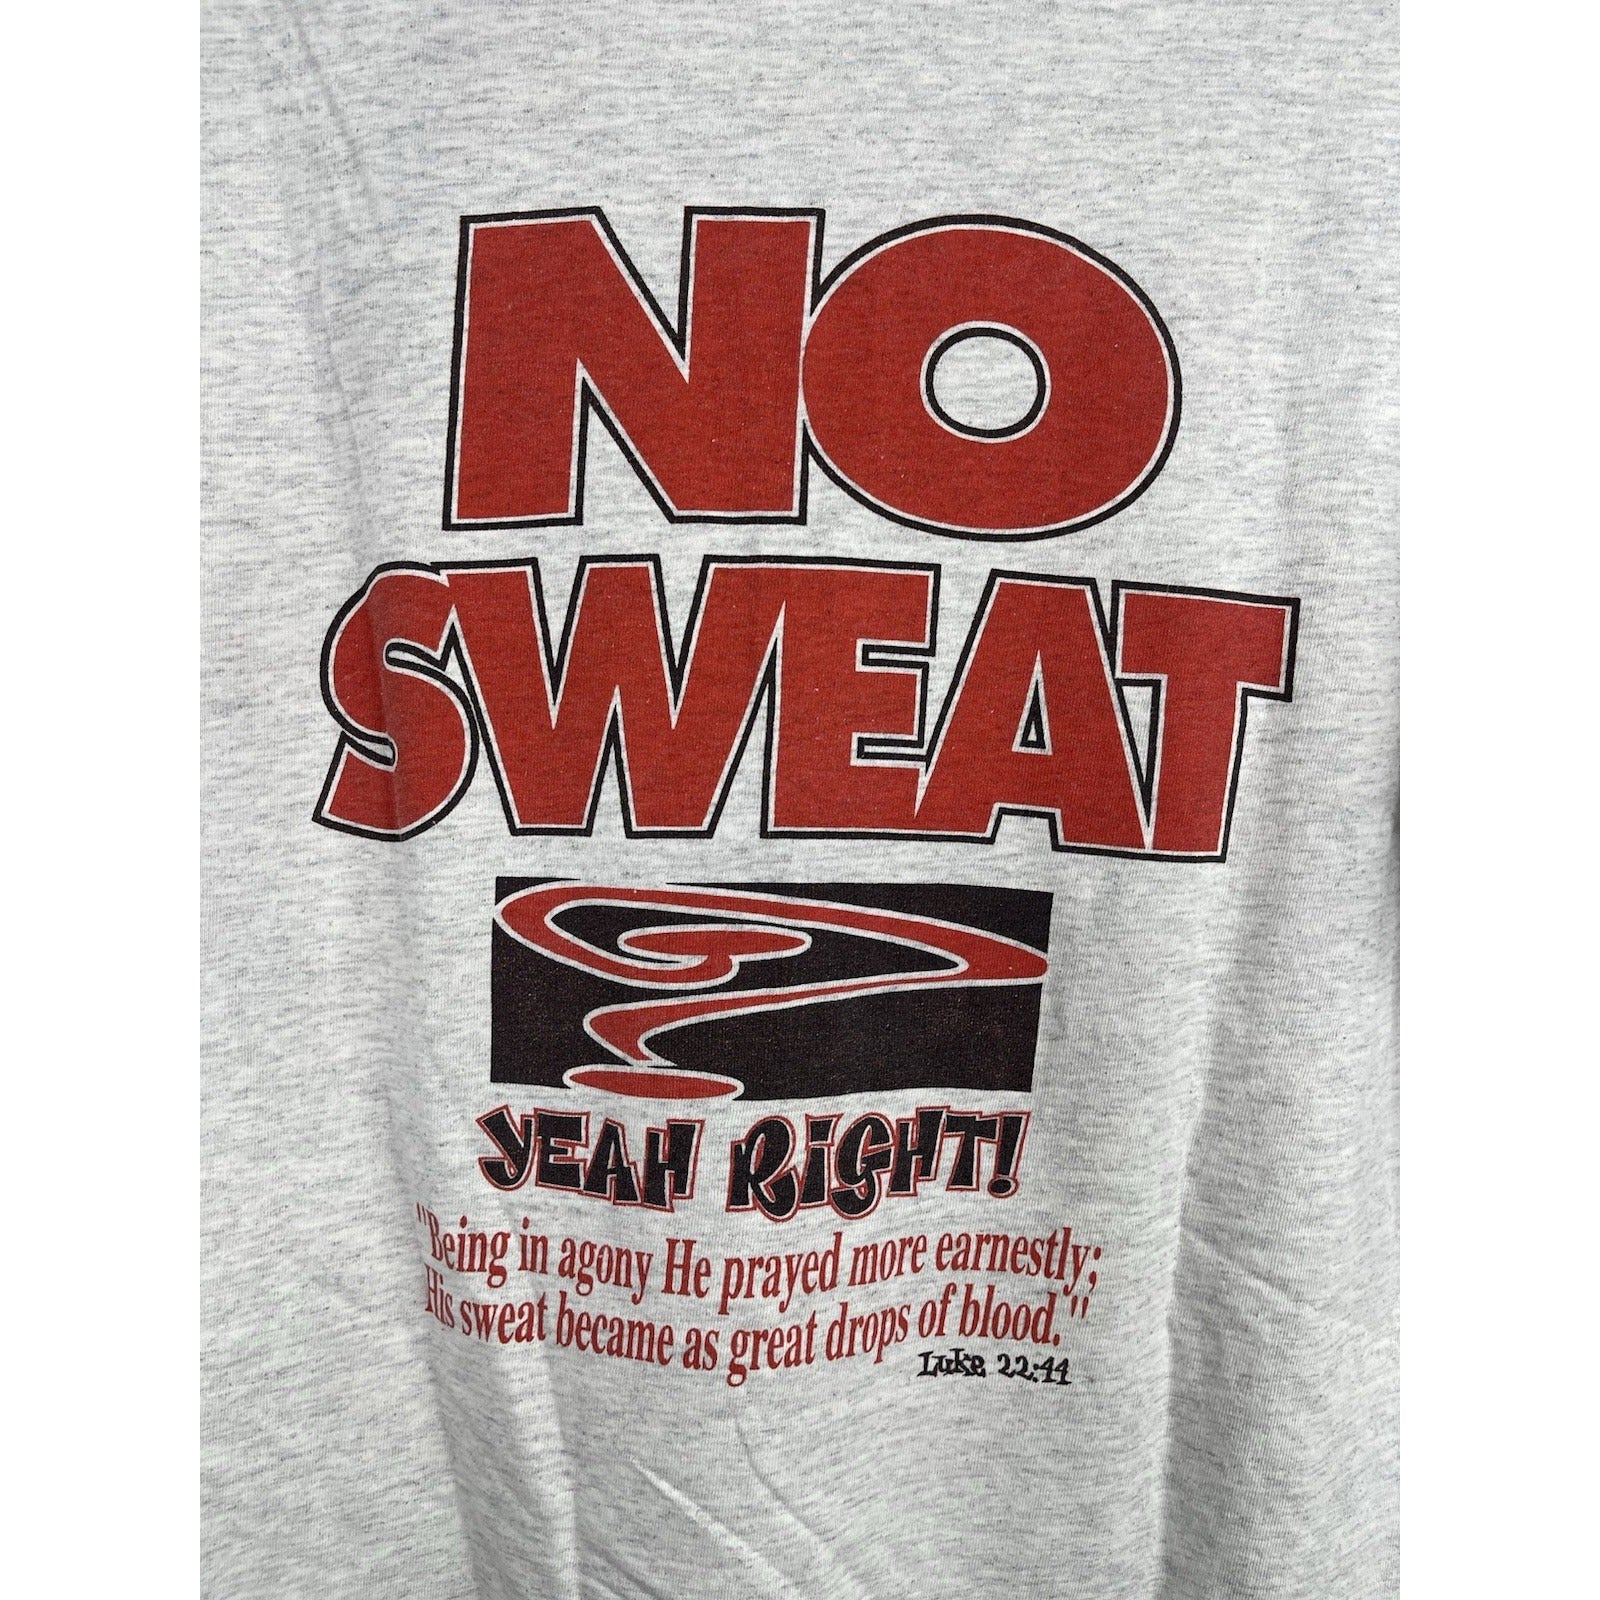 NO
SWEAT
YEAH RIGHT!
"Being in agony He prayed more earnestly;
His sweat became as great drops of blood."
Luke 22:44